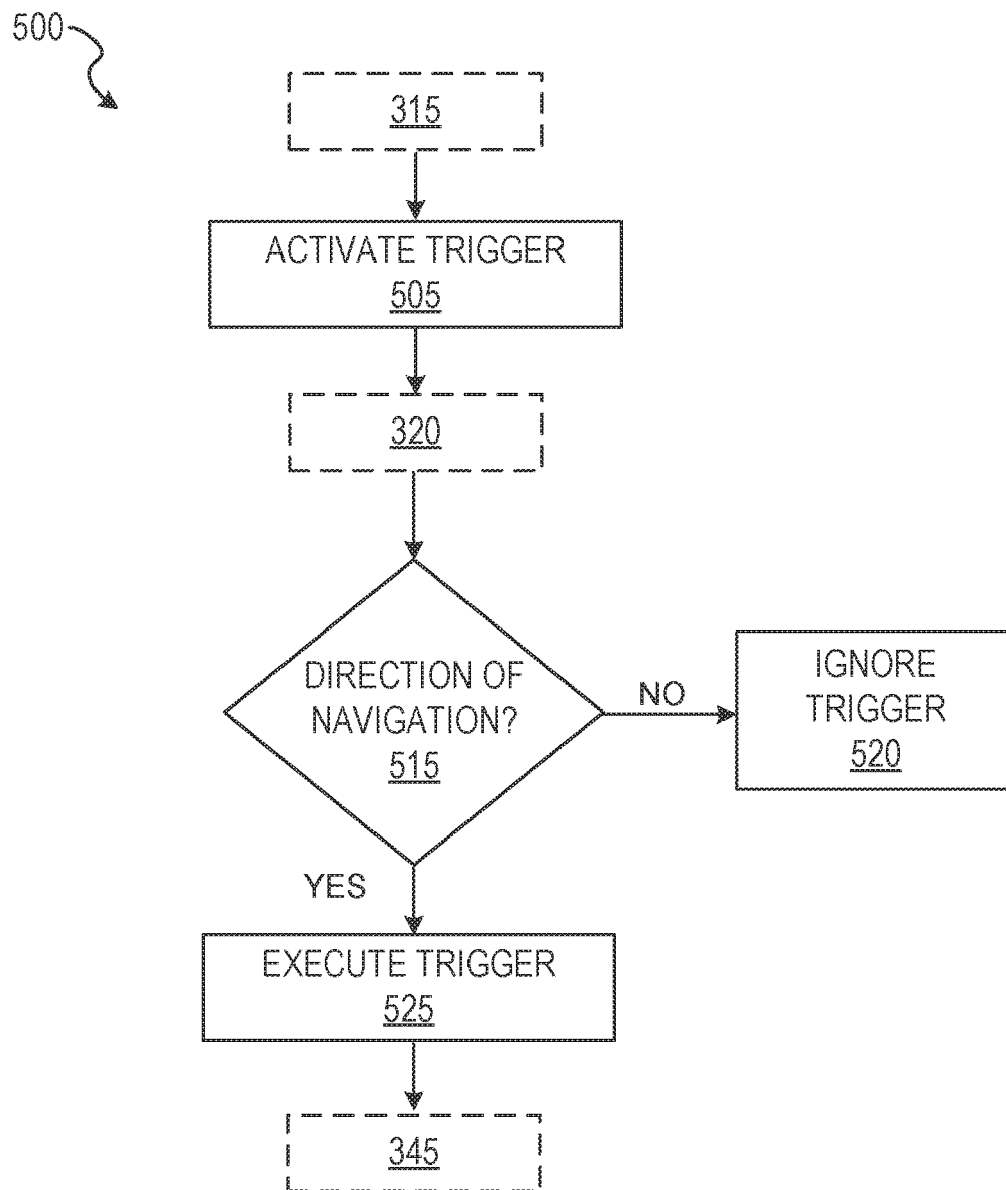 500
315
ACTIVATE TRIGGER
505
320
DIRECTION OF
NAVIGATION?
515
NO
IGNORE
TRIGGER
520
YES
EXECUTE TRIGGER
525
345